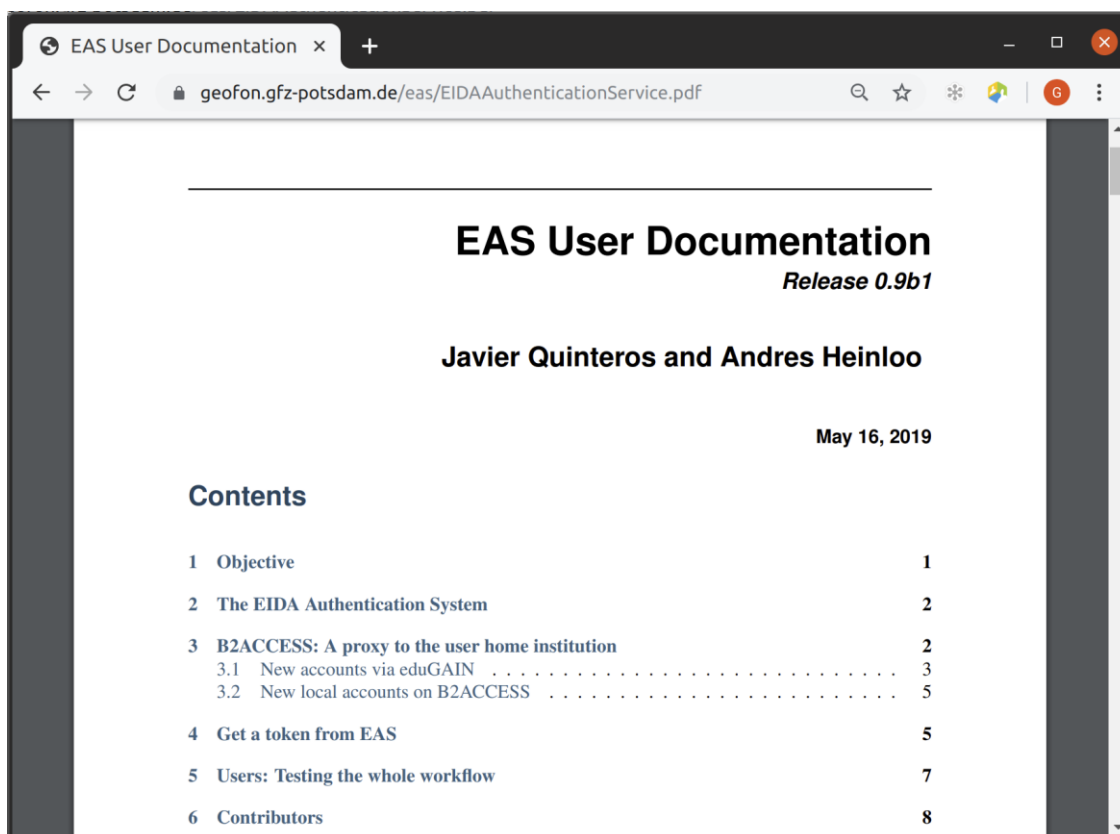 EAS User Documentation
geofon.gfz-potsdam.de/eas/EIDAAuthenticationService.pdf
G
EAS User Documentation
Release 0.9b1
Javier Quinteros and Andres Heinloo
May 16, 2019
Contents
1 Objective 1
2 The EIDA Authentication System 2
3 B2ACCESS: A proxy to the user home institution 2
3.1 New accounts via eduGAIN . . . . . . . . . . . . . . . . . . . . . . . . . . . . 3
3.2 New local accounts on B2ACCESS . . . . . . . . . . . . . . . . . . . . . . . . 5
4 Get a token from EAS 5
5 Users: Testing the whole workflow 7
6 Contributors 8